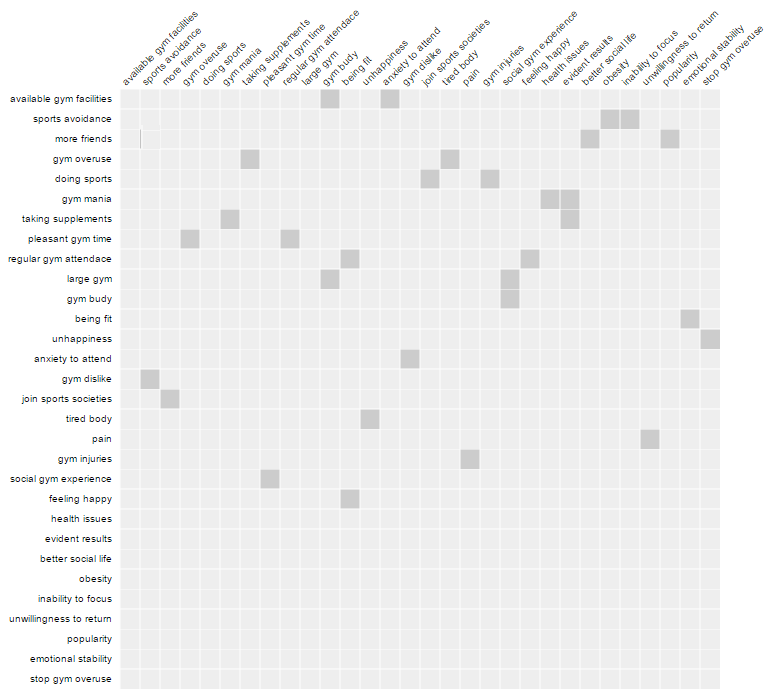 available gym facilities
sports avoidance
more friends
gym overuse
doing sports
gym mania
taking supplements
pleasant gym time
regular gym attendace
large gym
gym budy
being fit
unhappiness
anxiety to attend
gym dislike
join sports societies
tired body
pain
gym injuries
social gym experience
feeling happy
health issues
evident results
better social life
obesity
inability to focus
unwillingness to return
popularity
emotional stability
stop gym overuse
available gym facilities
sports avoidance
more friends
gym overuse
doing sports
gym mania
taking supplements
pleasant gym time
regular gym attendace
large gym
gym budy
being fit
unhappiness
anxiety to attend
gym dislike
join sports societies
tired body
pain
gym injuries
social gym experience
feeling happy
health issues
evident results
better social life
obesity
inability to focus
unwillingness to return
popularity
emotional stability
stop gym overuse